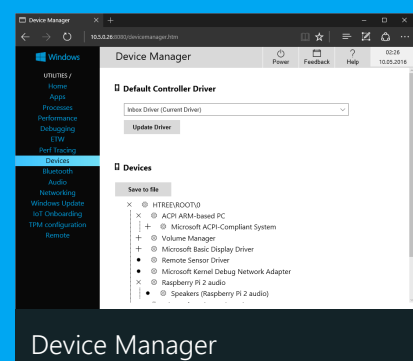 Device Manager
10.5.0.26:8080/devicemanager.htm
Windows
Device Manager
Power
Feedback
Help
02:26
10.05.2016
UTILITIES /
Home
Apps
Processes
Performance
Debugging
ETW
Perf Tracing
Devices
Bluetooth
Audio
Networking
Windows Update
IoT Onboarding
TPM configuration
Remote
Default Controller Driver
Inbox Driver (Current Driver)
Update Driver
Devices
Save to file
HTREE\ROOT\0
ACPI ARM-based PC
Microsoft ACPI-Compliant System
Volume Manager
Microsoft Basic Display Driver
Remote Sensor Driver
Microsoft Kernel Debug Network Adapter
Raspberry Pi 2 audio
Speakers (Raspberry Pi 2 audio)
Device Manager